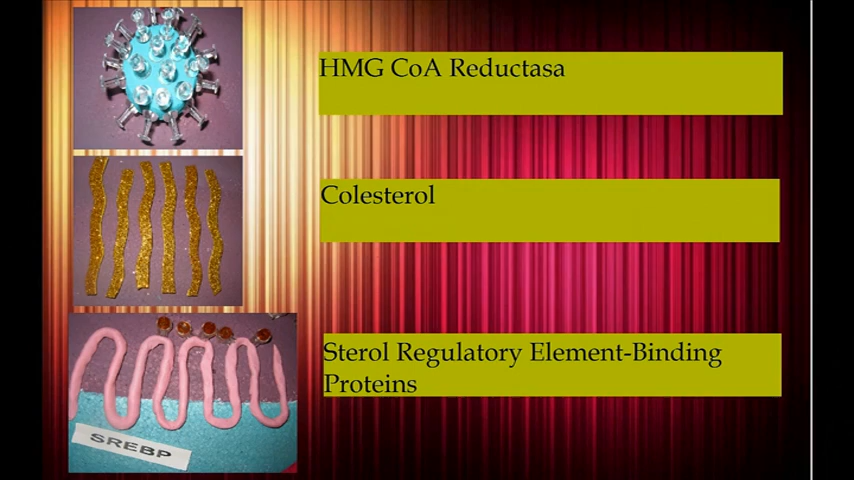 HMG CoA Reductasa
Colesterol
Sterol Regulatory Element-Binding
Proteins
SREBP